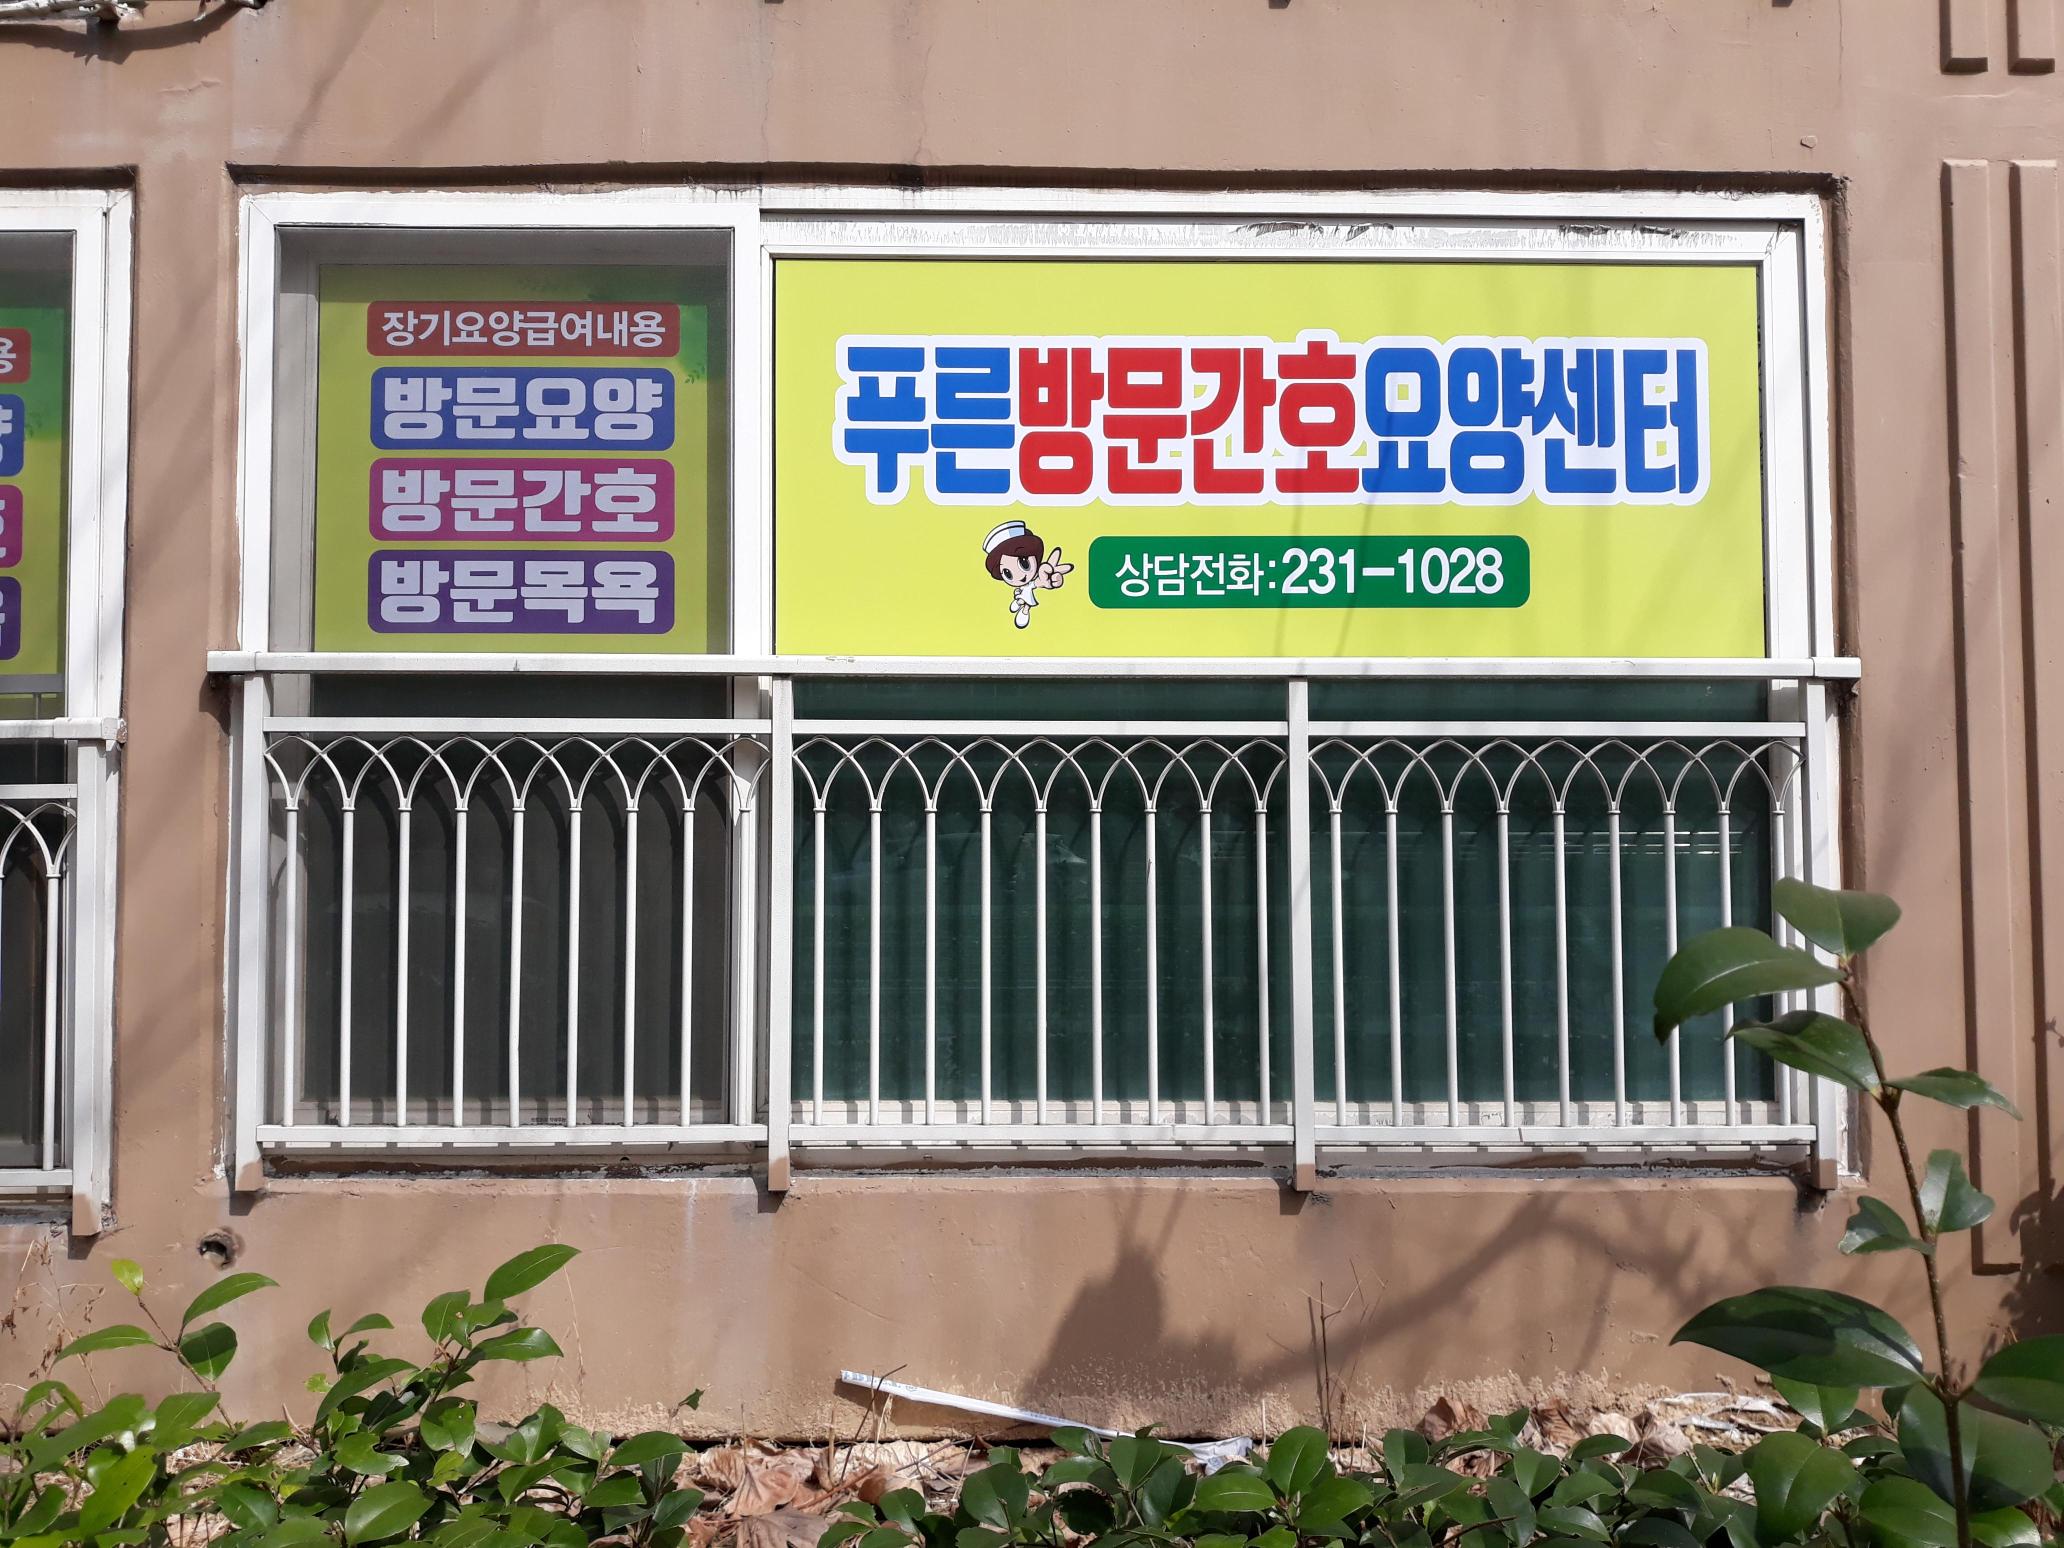 장기요양급여내용
방문요양
방문간호
방문목욕
푸른방문간호요양센터
상담전화:231-1028
용